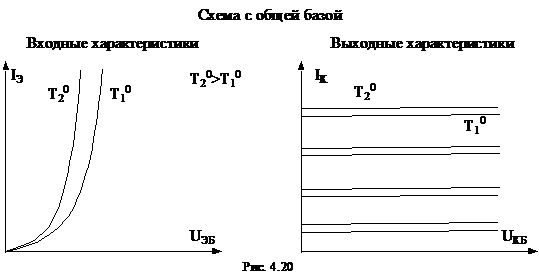 Схема с общей базой
Входные характеристики
Выходные характеристики
IЭ
T₂⁰
T₁⁰
T₂⁰>T₁⁰
UЭБ
IК
T₂⁰
T₁⁰
UКБ
Рис. 4.20